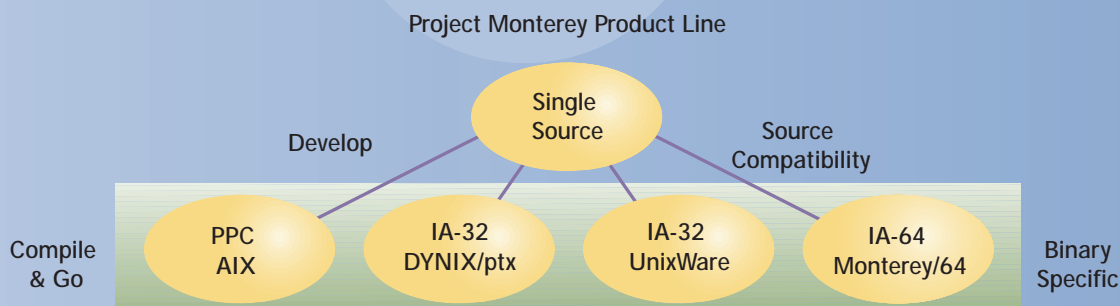 Project Monterey Product Line
Single
Source
Develop
Source
Compatibility
Compile
& Go
PPC
AIX
IA-32
DYNIX/ptx
IA-32
UnixWare
IA-64
Monterey/64
Binary
Specific